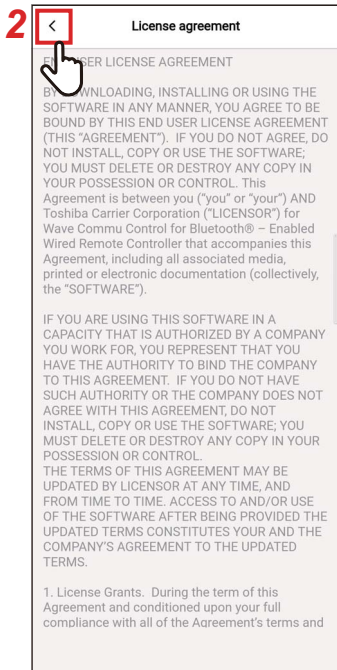 2
License agreement
END USER LICENSE AGREEMENT
BY DOWNLOADING, INSTALLING OR USING THE
SOFTWARE IN ANY MANNER, YOU AGREE TO BE
BOUND BY THIS END USER LICENSE AGREEMENT
(THIS “AGREEMENT”).  IF YOU DO NOT AGREE, DO
NOT INSTALL, COPY OR USE THE SOFTWARE;
YOU MUST DELETE OR DESTROY ANY COPY IN
YOUR POSSESSION OR CONTROL. This
Agreement is between you (“you” or “your”) AND
Toshiba Carrier Corporation (“LICENSOR”) for
Wave Commu Control for Bluetooth® – Enabled
Wired Remote Controller that accompanies this
Agreement, including all associated media,
printed or electronic documentation (collectively,
the “SOFTWARE”).
IF YOU ARE USING THIS SOFTWARE IN A
CAPACITY THAT IS AUTHORIZED BY A COMPANY
YOU WORK FOR, YOU REPRESENT THAT YOU
HAVE THE AUTHORITY TO BIND THE COMPANY
TO THIS AGREEMENT.  IF YOU DO NOT HAVE
SUCH AUTHORITY OR THE COMPANY DOES NOT
AGREE WITH THIS AGREEMENT, DO NOT
INSTALL, COPY OR USE THE SOFTWARE; YOU
MUST DELETE OR DESTROY ANY COPY IN YOUR
POSSESSION OR CONTROL.
THE TERMS OF THIS AGREEMENT MAY BE
UPDATED BY LICENSOR AT ANY TIME, AND
FROM TIME TO TIME. ACCESS TO AND/OR USE
OF THE SOFTWARE AFTER BEING PROVIDED THE
UPDATED TERMS CONSTITUTES YOUR AND THE
COMPANY’S AGREEMENT TO THE UPDATED
TERMS.
1. License Grants.  During the term of this
Agreement and conditioned upon your full
compliance with all of the Agreement’s terms and